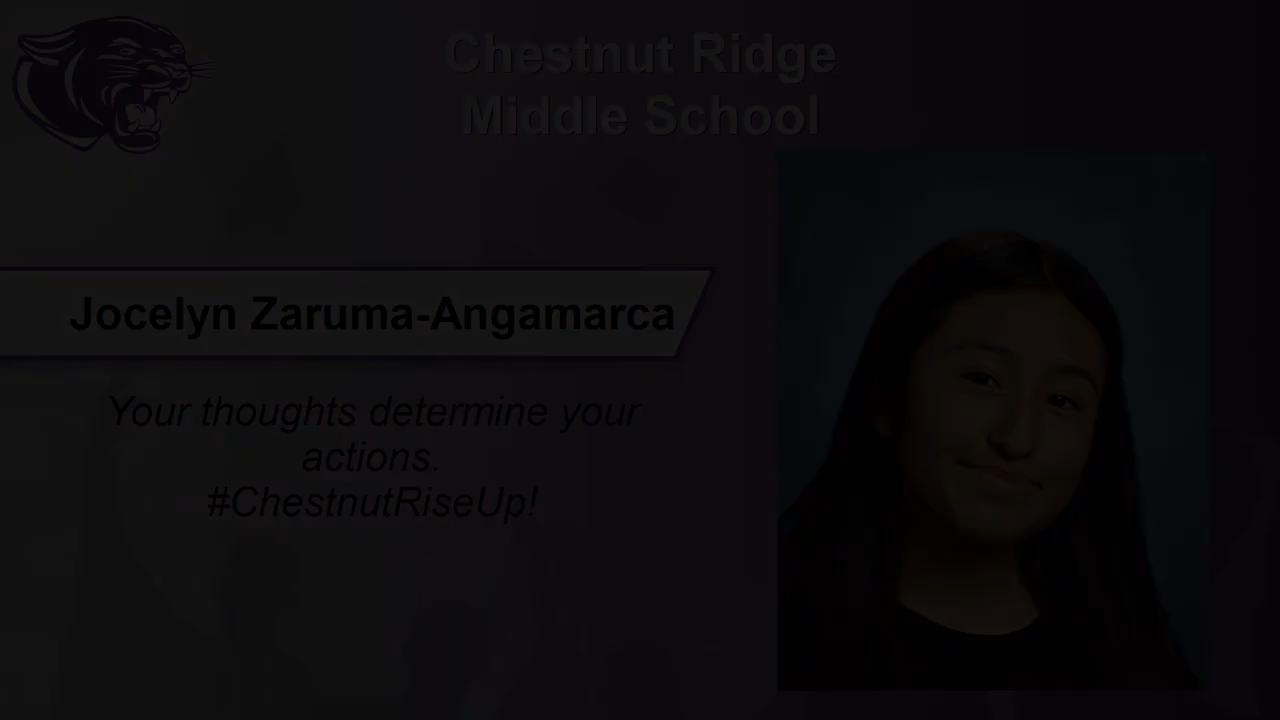 Chestnut Ridge
Middle School
Jocelyn Zaruma-Angamarca
Your thoughts determine your
actions.
#ChestnutRiseUp!